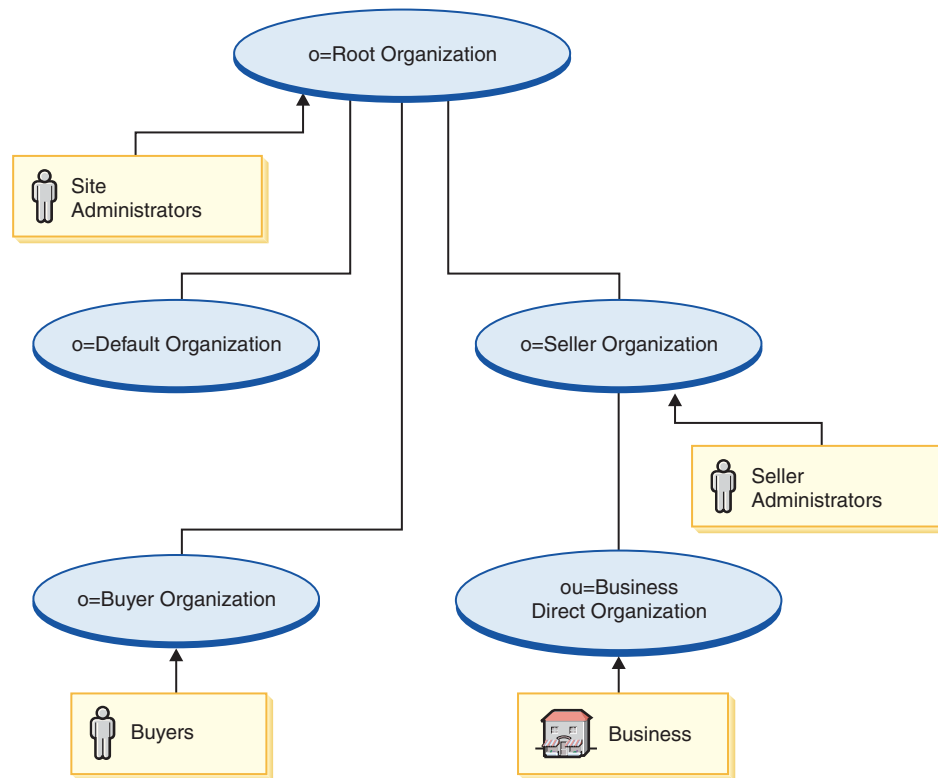 o=Root Organization
Site
Administrators
o=Default Organization
o=Seller Organization
Seller
Administrators
o=Buyer Organization
ou=Business
Direct Organization
Buyers
Business